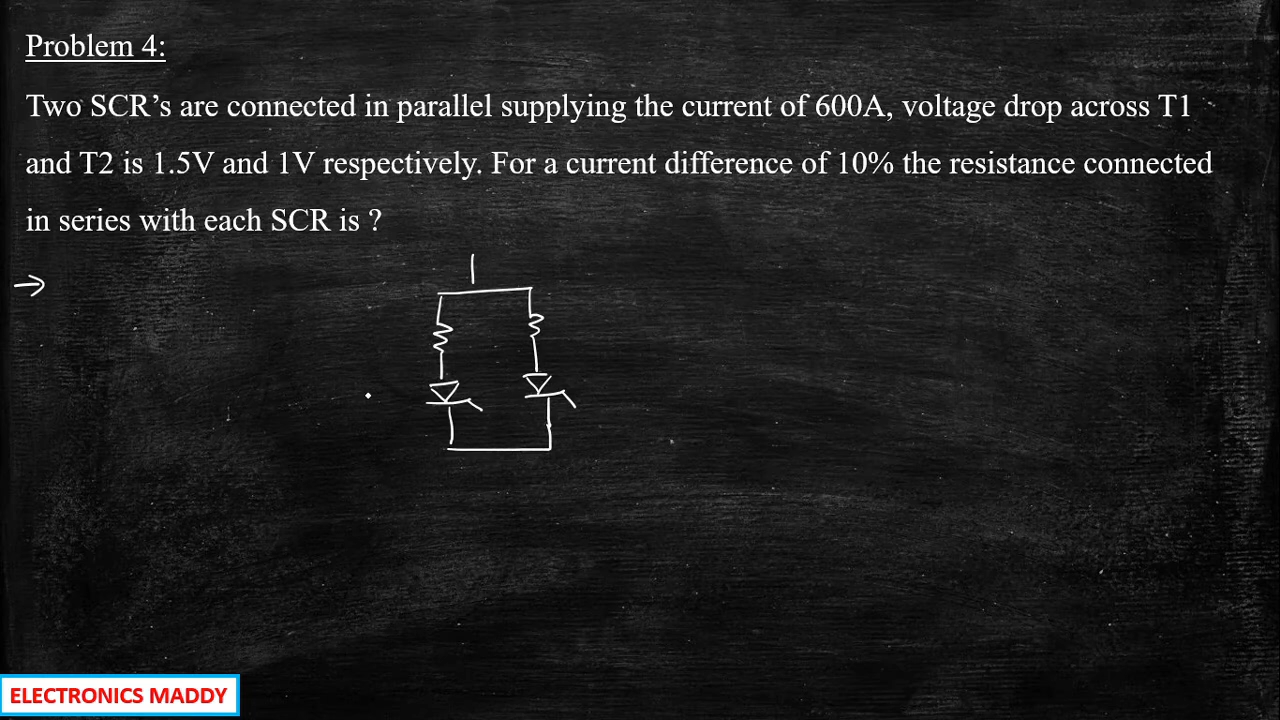 Problem 4:
Two SCR’s are connected in parallel supplying the current of 600A, voltage drop across T1
and T2 is 1.5V and 1V respectively. For a current difference of 10% the resistance connected
in series with each SCR is ?
→
ELECTRONICS MADDY